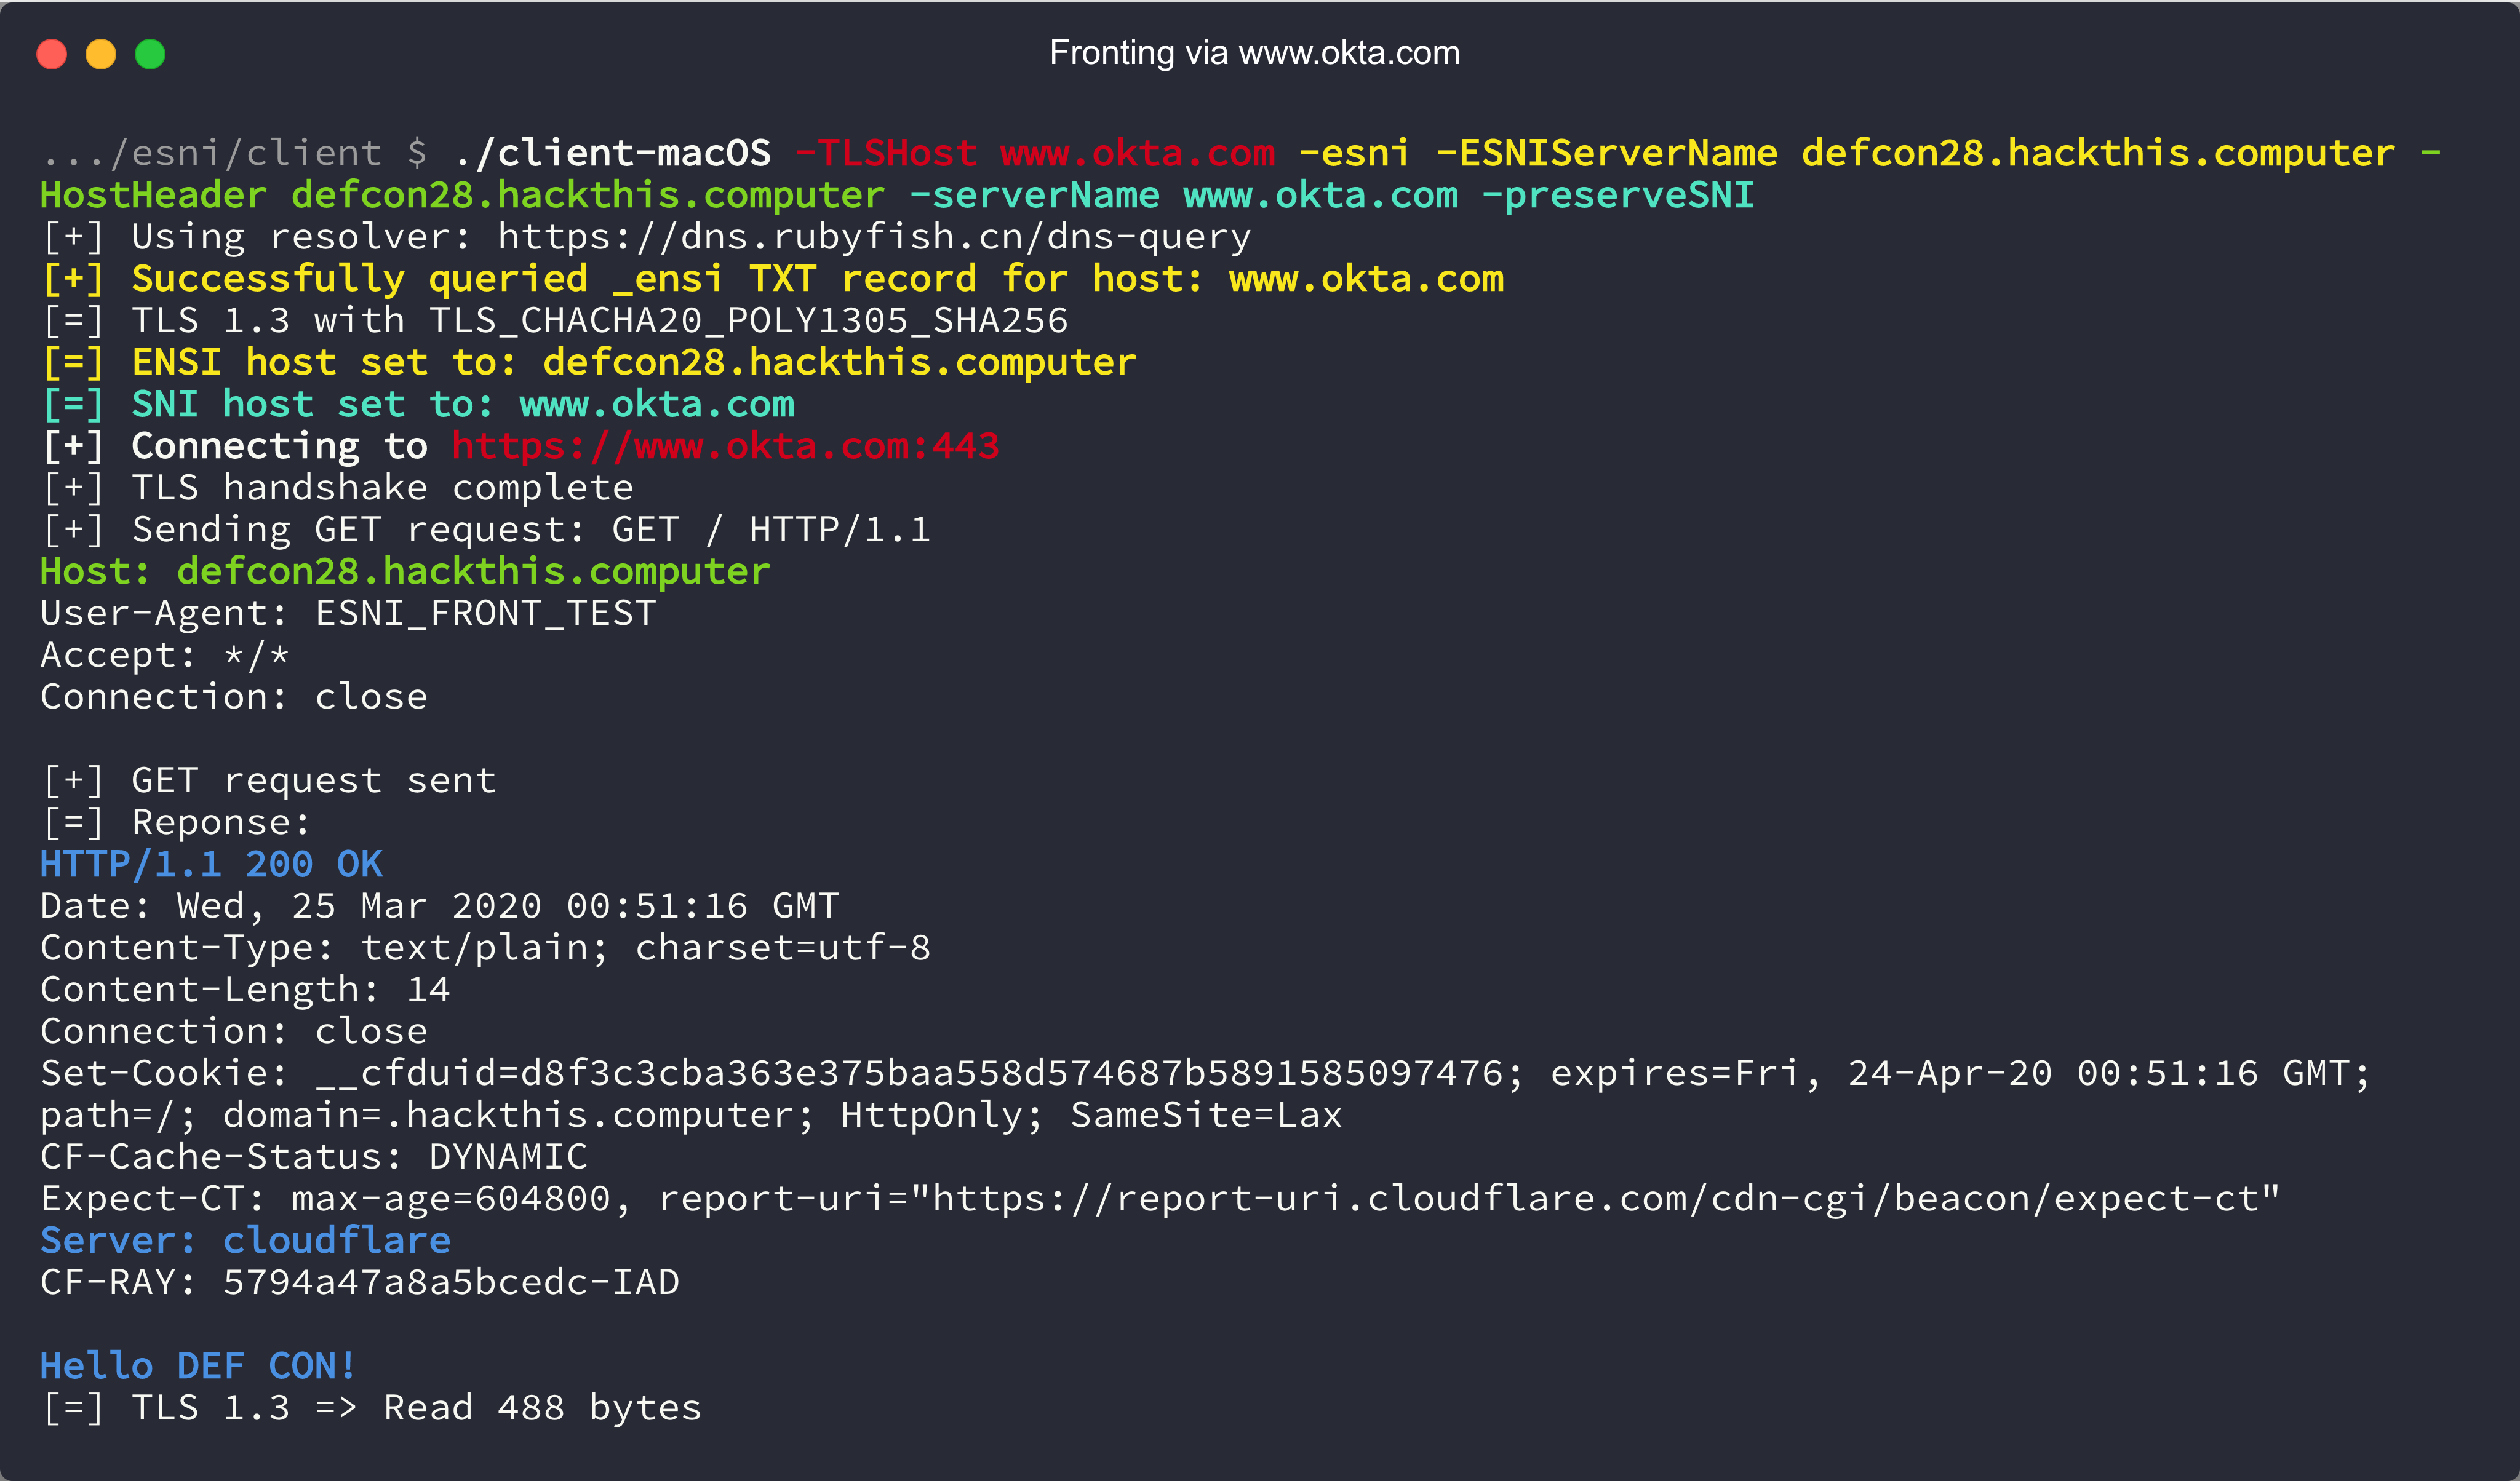 Fronting via www.okta.com
.../esni/client $ ./client-macOS -TLSHost www.okta.com -esni -ESNIServerName defcon28.hackthis.computer -
HostHeader defcon28.hackthis.computer -serverName www.okta.com -preserveSNI
[+] Using resolver: https://dns.rubyfish.cn/dns-query
[+] Successfully queried _ensi TXT record for host: www.okta.com
[=] TLS 1.3 with TLS_CHACHA20_POLY1305_SHA256
[=] ENSI host set to: defcon28.hackthis.computer
[=] SNI host set to: www.okta.com
[+] Connecting to https://www.okta.com:443
[+] TLS handshake complete
[+] Sending GET request: GET / HTTP/1.1
Host: defcon28.hackthis.computer
User-Agent: ESNI_FRONT_TEST
Accept: */*
Connection: close
[+] GET request sent
[=] Reponse:
HTTP/1.1 200 OK
Date: Wed, 25 Mar 2020 00:51:16 GMT
Content-Type: text/plain; charset=utf-8
Content-Length: 14
Connection: close
Set-Cookie: __cfduid=d8f3c3cba363e375baa558d574687b5891585097476; expires=Fri, 24-Apr-20 00:51:16 GMT;
path=/; domain=.hackthis.computer; HttpOnly; SameSite=Lax
CF-Cache-Status: DYNAMIC
Expect-CT: max-age=604800, report-uri="https://report-uri.cloudflare.com/cdn-cgi/beacon/expect-ct"
Server: cloudflare
CF-RAY: 5794a47a8a5bcedc-IAD
Hello DEF CON!
[=] TLS 1.3 => Read 488 bytes